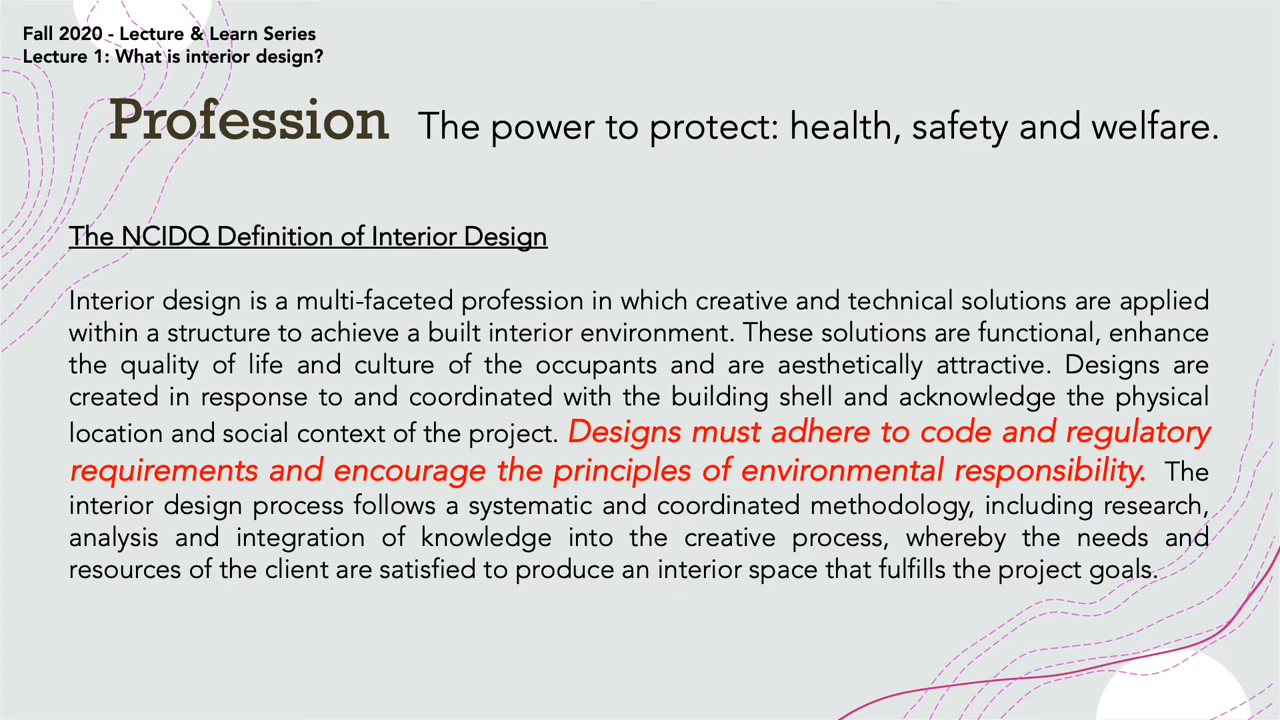 Fall 2020 - Lecture & Learn Series
Lecture 1: What is interior design?
Profession The power to protect: health, safety and welfare.
The NCIDQ Definition of Interior Design
Interior design is a multi-faceted profession in which creative and technical solutions are applied
within a structure to achieve a built interior environment. These solutions are functional, enhance
the quality of life and culture of the occupants and are aesthetically attractive. Designs are
created in response to and coordinated with the building shell and acknowledge the physical
location and social context of the project. Designs must adhere to code and regulatory
requirements and encourage the principles of environmental responsibility. The
interior design process follows a systematic and coordinated methodology, including research,
analysis and integration of knowledge into the creative process, whereby the needs and
resources of the client are satisfied to produce an interior space that fulfills the project goals.